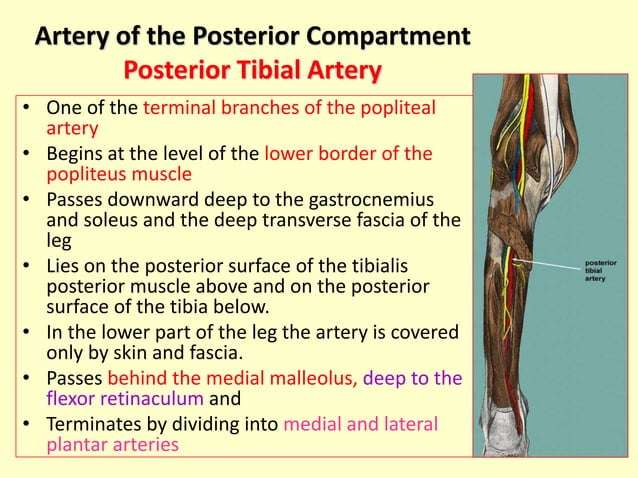 Artery of the Posterior Compartment
Posterior Tibial Artery
• One of the terminal branches of the popliteal
artery
• Begins at the level of the lower border of the
popliteus muscle
• Passes downward deep to the gastrocnemius
and soleus and the deep transverse fascia of the
leg
• Lies on the posterior surface of the tibialis
posterior muscle above and on the posterior
surface of the tibia below.
• In the lower part of the leg the artery is covered
only by skin and fascia.
• Passes behind the medial malleolus, deep to the
flexor retinaculum and
• Terminates by dividing into medial and lateral
plantar arteries
posterior
tibial
artery